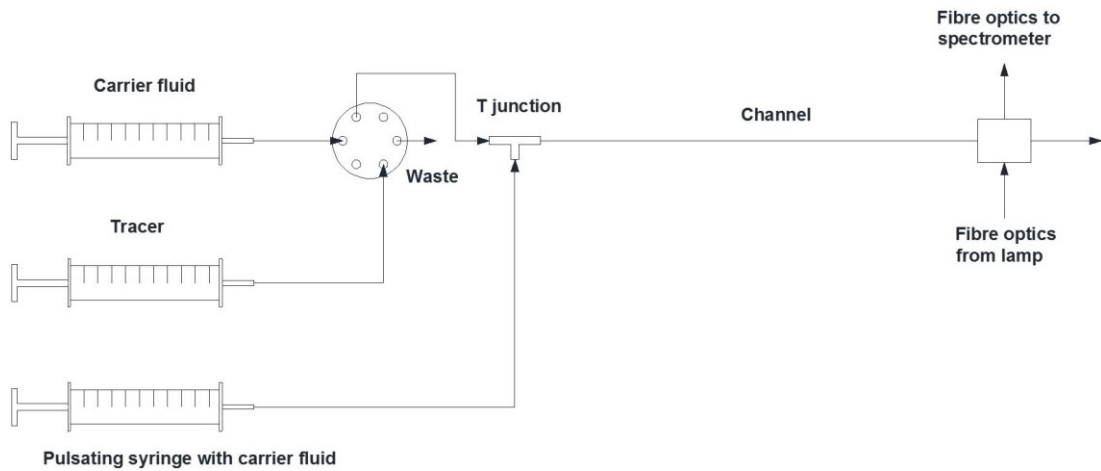 Fibre optics to
spectrometer
Carrier fluid
T junction
Channel
Waste
Tracer
Fibre optics
from lamp
Pulsating syringe with carrier fluid